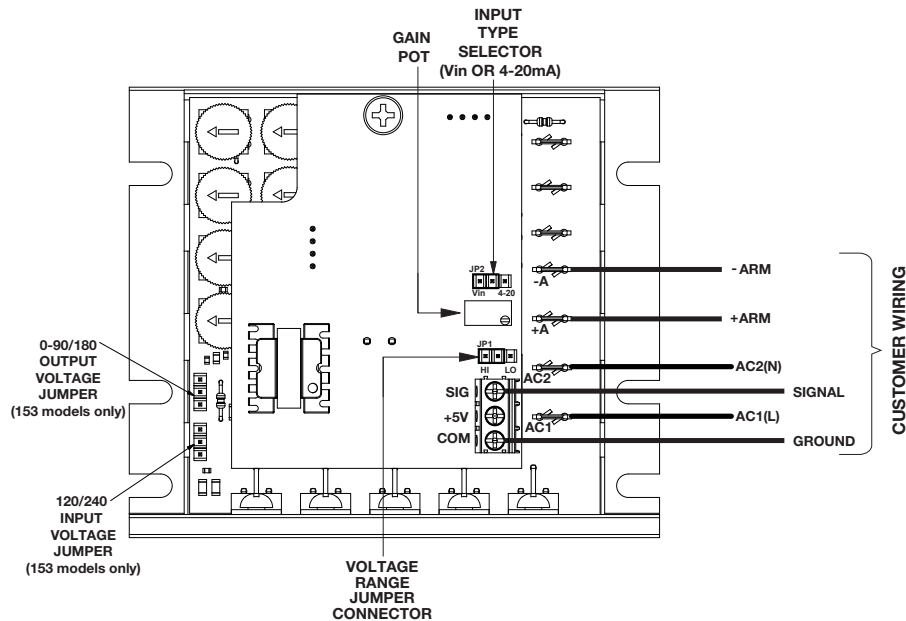 INPUT
TYPE
SELECTOR
(Vin OR 4-20mA)
GAIN
POT
JP2
Vin 4-20
-A
- ARM
+A
+ARM
JP1
HI LO
AC2
AC2(N)
SIG
SIGNAL
+5V
AC1
AC1(L)
COM
GROUND
CUSTOMER WIRING
0-90/180
OUTPUT
VOLTAGE
JUMPER
(153 models only)
120/240
INPUT
VOLTAGE
JUMPER
(153 models only)
VOLTAGE
RANGE
JUMPER
CONNECTOR